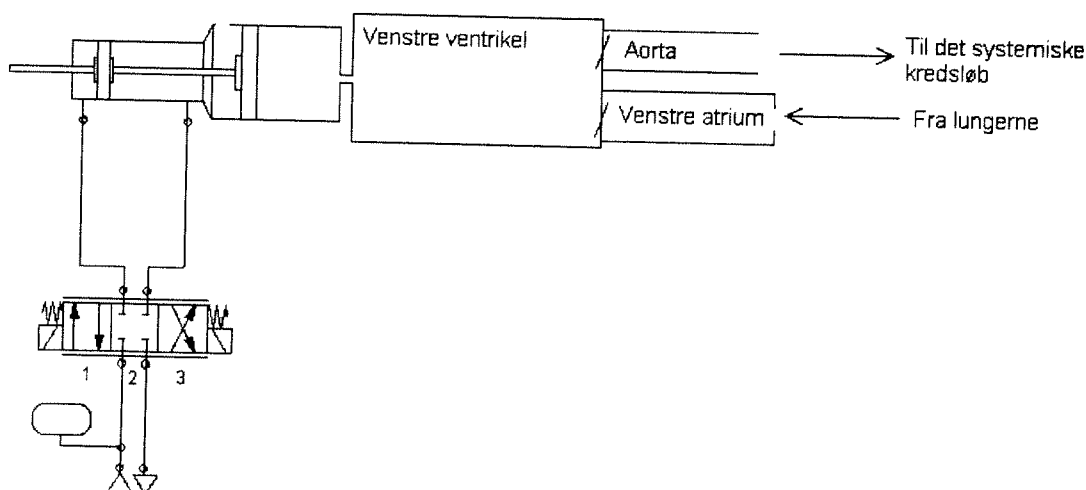 Venstre ventrikel
Aorta
Til det systemiske
kredsløb
Venstre atrium
Fra lungerne
1 2 3